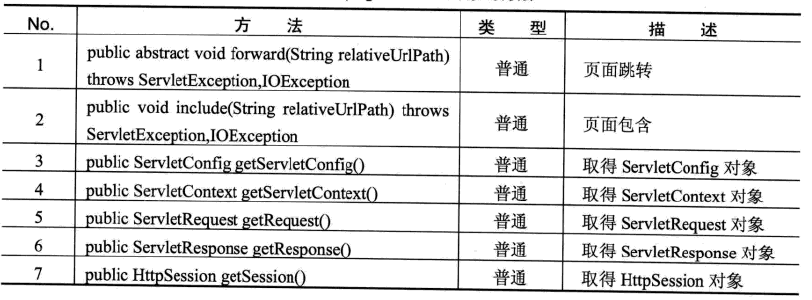 No. 方 法 类 型 描 述
1 public abstract void forward(String relativeUrlPath) throws ServletException,IOException 普通 页面跳转
2 public void include(String relativeUrlPath) throws ServletException,IOException 普通 页面包含
3 public ServletConfig getServletConfig() 普通 取得 ServletConfig 对象
4 public ServletContext getServletContext() 普通 取得 ServletContext 对象
5 public ServletRequest getRequest() 普通 取得 ServletRequest 对象
6 public ServletResponse getResponse() 普通 取得 ServletResponse 对象
7 public HttpSession getSession() 普通 取得 HttpSession 对象